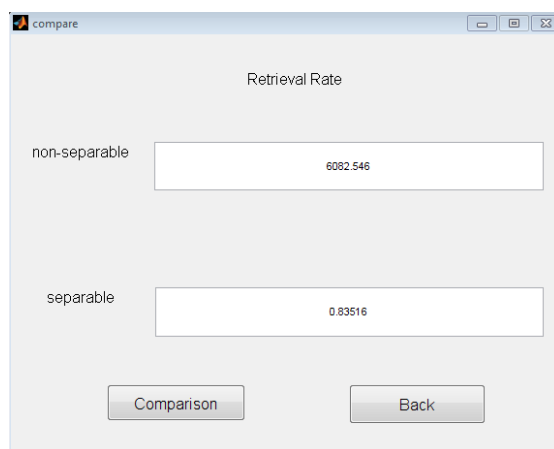 compare
Retrieval Rate
non-separable
6082.546
separable
0.83516
Comparison
Back